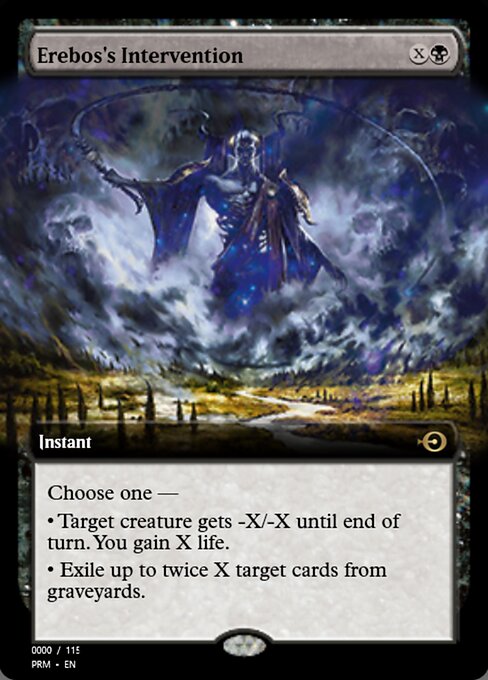 Erebos's Intervention X
Instant
Choose one —
• Target creature gets -X/-X until end of
turn. You gain X life.
• Exile up to twice X target cards from
graveyards.
0000 / 115
PRM • EN